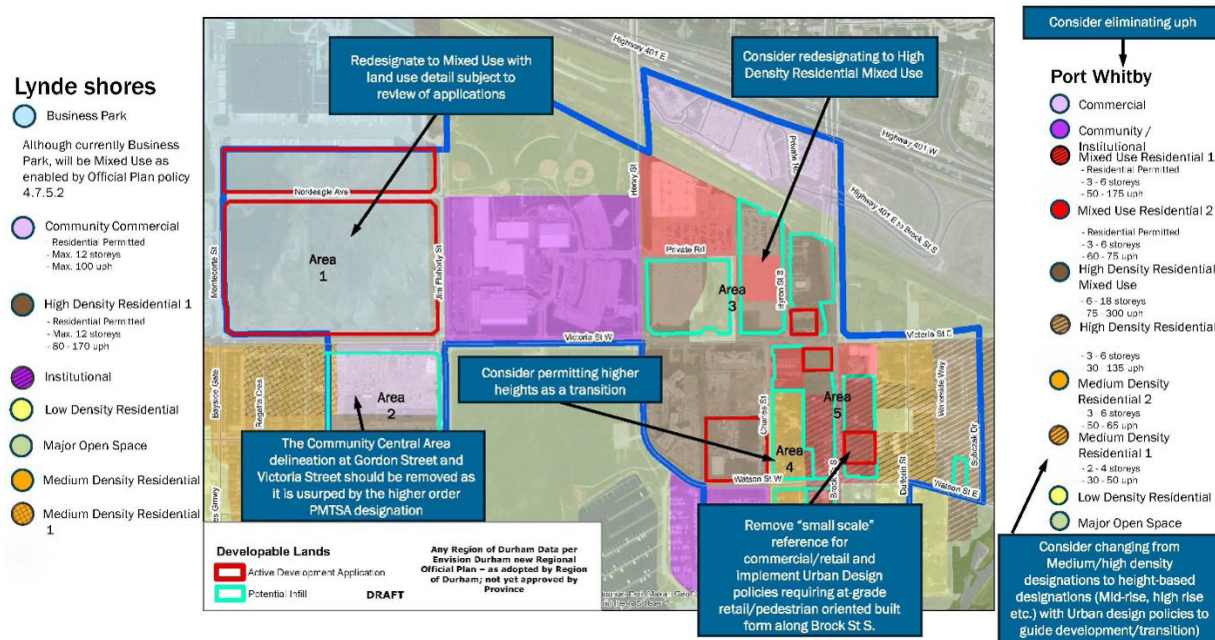 Lynde shores
Business Park
Although currently Business
Park, will be Mixed Use as
enabled by Official Plan policy
4.7.5.2
Community Commercial
- Residential Permitted
- Max. 12 storeys
- Max. 100 uph
High Density Residential 1
- Residential Permitted
- Max. 12 storeys
- 80 - 170 uph
Institutional
Low Density Residential
Major Open Space
Medium Density Residential
Medium Density Residential
1
Redesignate to Mixed Use with
land use detail subject to
review of applications
Consider redesignating to High
Density Residential Mixed Use
Highway 401 E
Highway 401 W
Highway 401 E to Brock St S
Private Rd
Henry St
Nordeagle Ave
Montecorte St
Area
1
Jim Flaherty St
Private Rd
Byron St S
Area
3
Victoria St W
Victoria St E
Consider permitting higher
heights as a transition
Bayside Gate
Regatta Cres
Area
2
Charles St
Area
5
Area
4
Watson St W
Brock St S
Dufferin St
Waterside Way
Subczak Dr
Watson St E
The Community Central Area
delineation at Gordon Street and
Victoria Street should be removed as
it is usurped by the higher order
PMTSA designation
Remove "small scale"
reference for
commercial/retail and
implement Urban Design
policies requiring at-grade
retail/pedestrian oriented built
form along Brock St S.
Developable Lands
Active Development Application
Potential Infill
DRAFT
Any Region of Durham Data per
Envision Durham new Regional
Official Plan – as adopted by Region
of Durham; not yet approved by
Province
Consider eliminating uph
Port Whitby
Commercial
Community /
Institutional
Mixed Use Residential 1
- Residential Permitted
- 3 - 6 storeys
- 50 - 175 uph
Mixed Use Residential 2
- Residential Permitted
- 3 - 6 storeys
- 60 - 75 uph
High Density Residential
Mixed Use
- 6 - 18 storeys
75 - 300 uph
High Density Residential
- 3 - 6 storeys
30 - 135 uph
Medium Density
Residential 2
3 - 6 storeys
- 50 - 65 uph
Medium Density
Residential 1
- 2 - 4 storeys
- 30 - 50 uph
Low Density Residential
Major Open Space
Consider changing from
Medium/high density
designations to height-based
designations (Mid-rise, high rise
etc.) with Urban design policies to
guide development/transition)